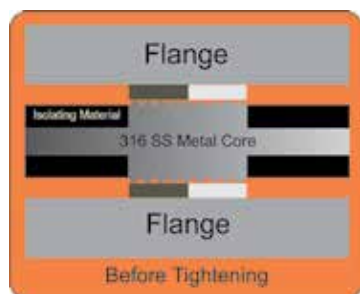 Flange
Isolating Material
316 SS Metal Core
Flange
Before Tightening